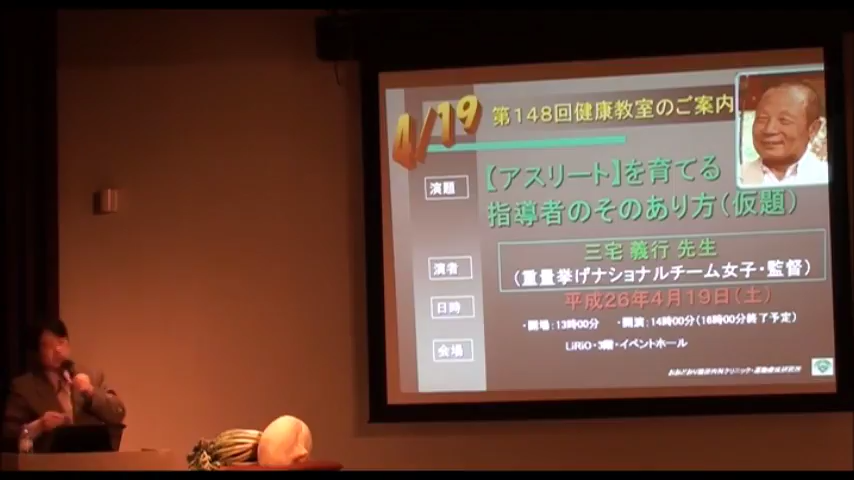 4/19
第148回健康教室のご案内
演題
【アスリート】を育てる
指導者のそのあり方(仮題)
演者
三宅 義行 先生
(重量挙げナショナルチーム女子・監督)
日時
平成26年4月19日(土)
・開場:13時00分 ・開演:14時00分(16時00分終了予定)
会場
LiRiO・3階・イベントホール